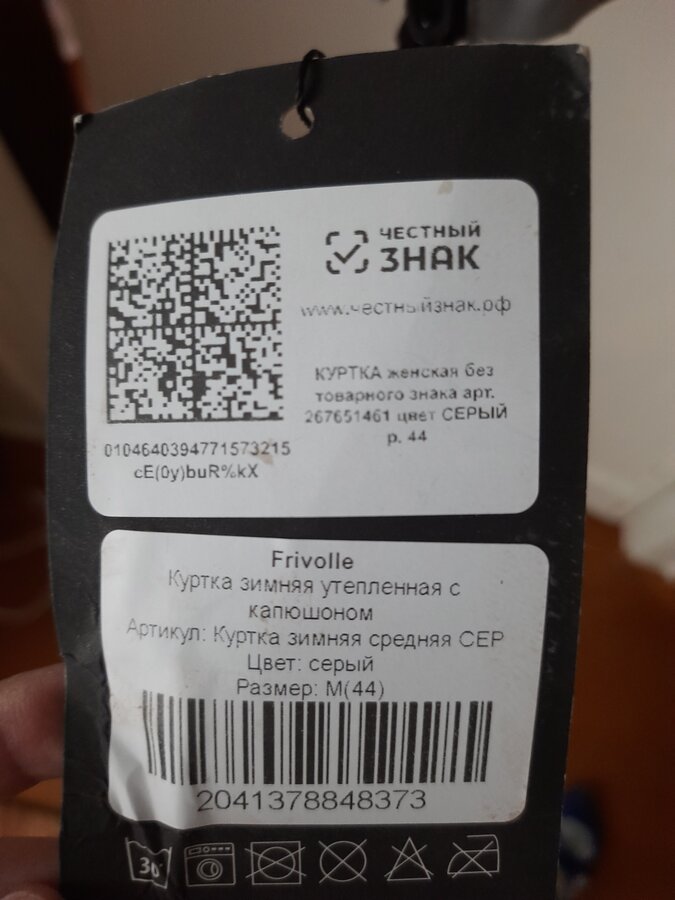 ЧЕСТНЫЙ
ЗНАК
www.честныйзнак.рф
КУРТКА женская без
товарного знака арт.
267651461 цвет СЕРЫЙ
р. 44
0104640394771573215
cE(0y)buR%kX
Frivolle
Куртка зимняя утепленная с
капюшоном
Артикул: Куртка зимняя средняя СЕР
Цвет: серый
Размер: M(44)
2041378848373
30°